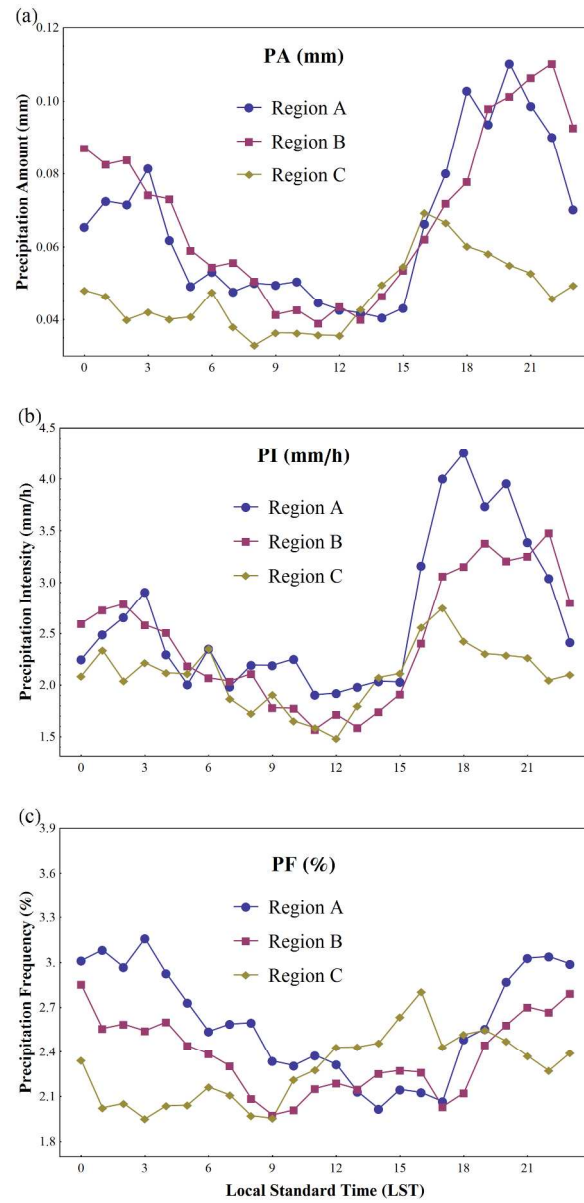 (a)
PA (mm)
Region A
Region B
Region C
Precipitation Amount (mm)
0.12
0.10
0.08
0.06
0.04
0 3 6 9 12 15 18 21
(b)
PI (mm/h)
Region A
Region B
Region C
Precipitation Intensity (mm/h)
4.5
4.0
3.5
3.0
2.5
2.0
1.5
0 3 6 9 12 15 18 21
(c)
PF (%)
Region A
Region B
Region C
Precipitation Frequency (%)
3.9
3.6
3.3
3.0
2.7
2.4
2.1
1.8
0 3 6 9 12 15 18 21
Local Standard Time (LST)